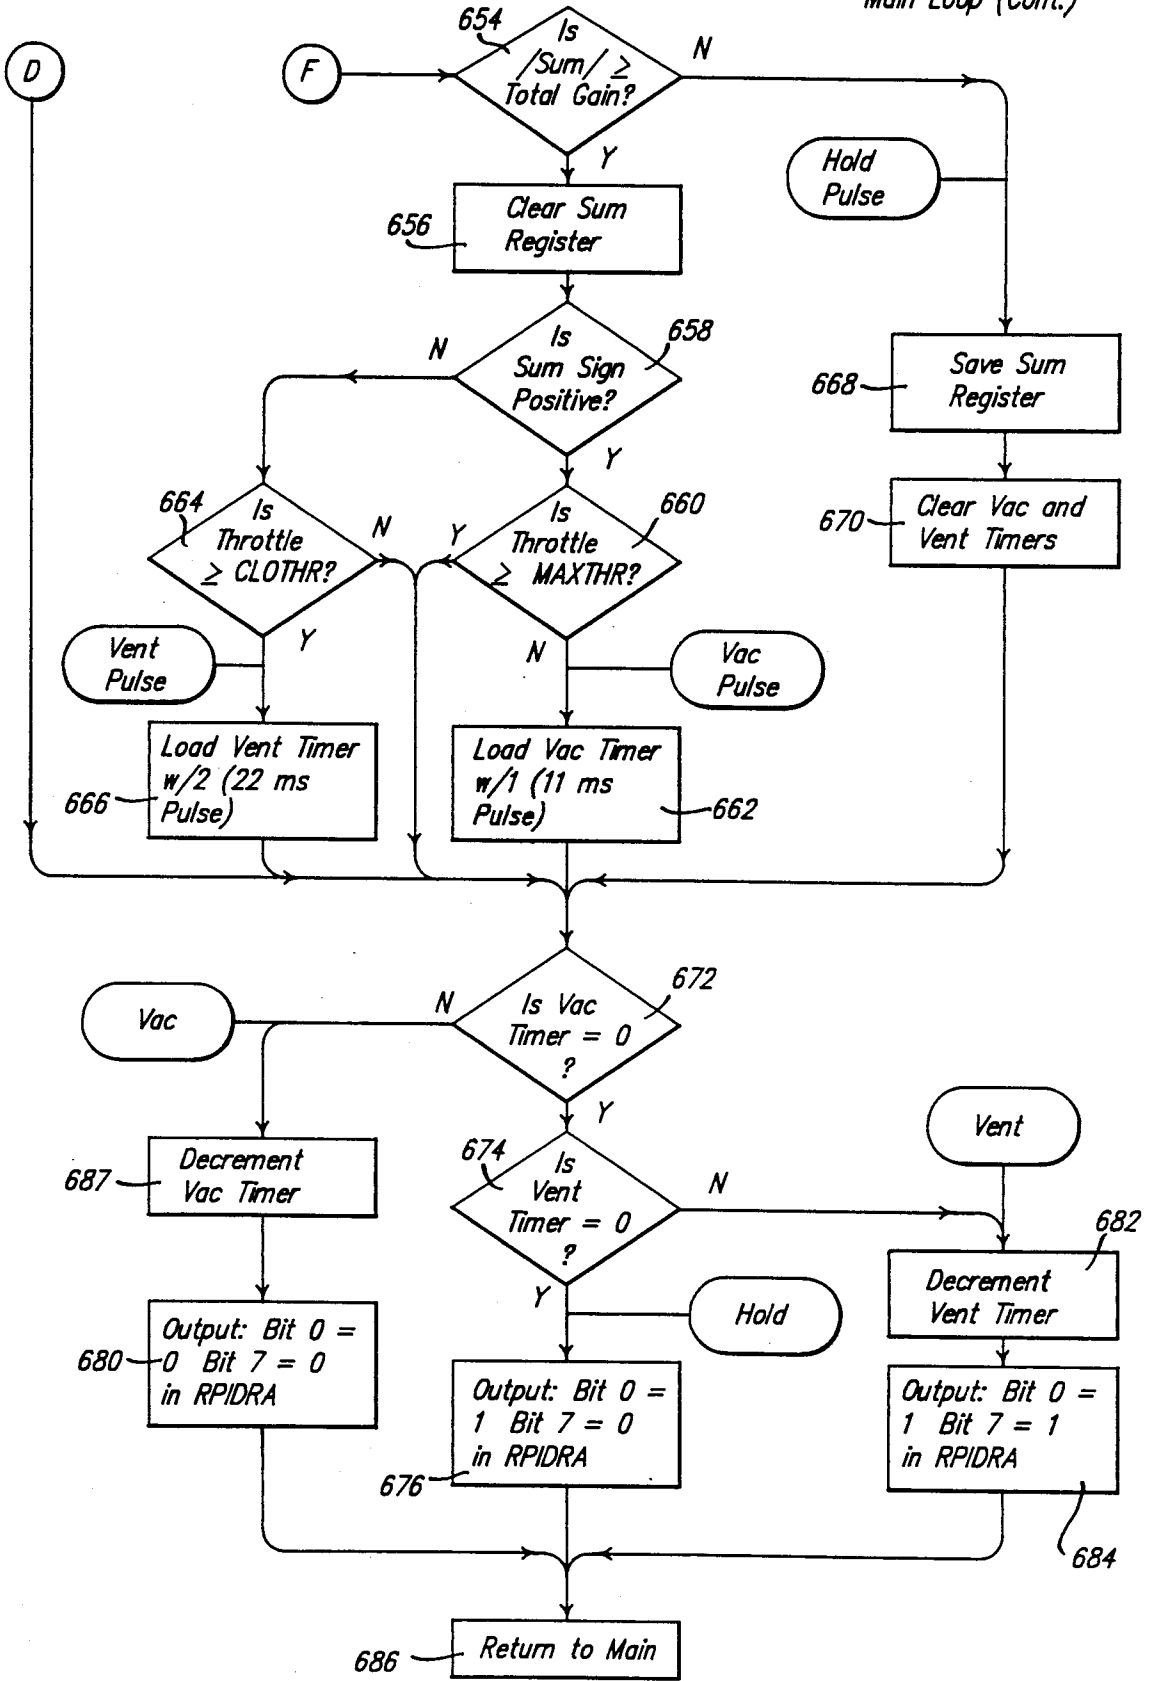 Main Loop (Cont.)
654
D
F
Is
/Sum/ ≥
Total Gain?
N
Y
Hold
Pulse
656
Clear Sum
Register
658
N
Is
Sum Sign
Positive?
Y
668
Save Sum
Register
664
Is
Throttle
≥ CLOTHR?
N
Y
660
Is
Throttle
≥ MAXTHR?
Y
N
670
Clear Vac and
Vent Timers
Vent
Pulse
Vac
Pulse
666
Load Vent Timer
w/2 (22 ms
Pulse)
Load Vac Timer
w/1 (11 ms
Pulse)
662
672
Vac
N
Is Vac
Timer = 0
?
Y
Vent
674
Is
Vent
Timer = 0
?
N
Y
687
Decrement
Vac Timer
682
Decrement
Vent Timer
Hold
680
Output: Bit 0 =
0 Bit 7 = 0
in RPIDRA
Output: Bit 0 =
1 Bit 7 = 0
in RPIDRA
676
Output: Bit 0 =
1 Bit 7 = 1
in RPIDRA
684
686
Return to Main